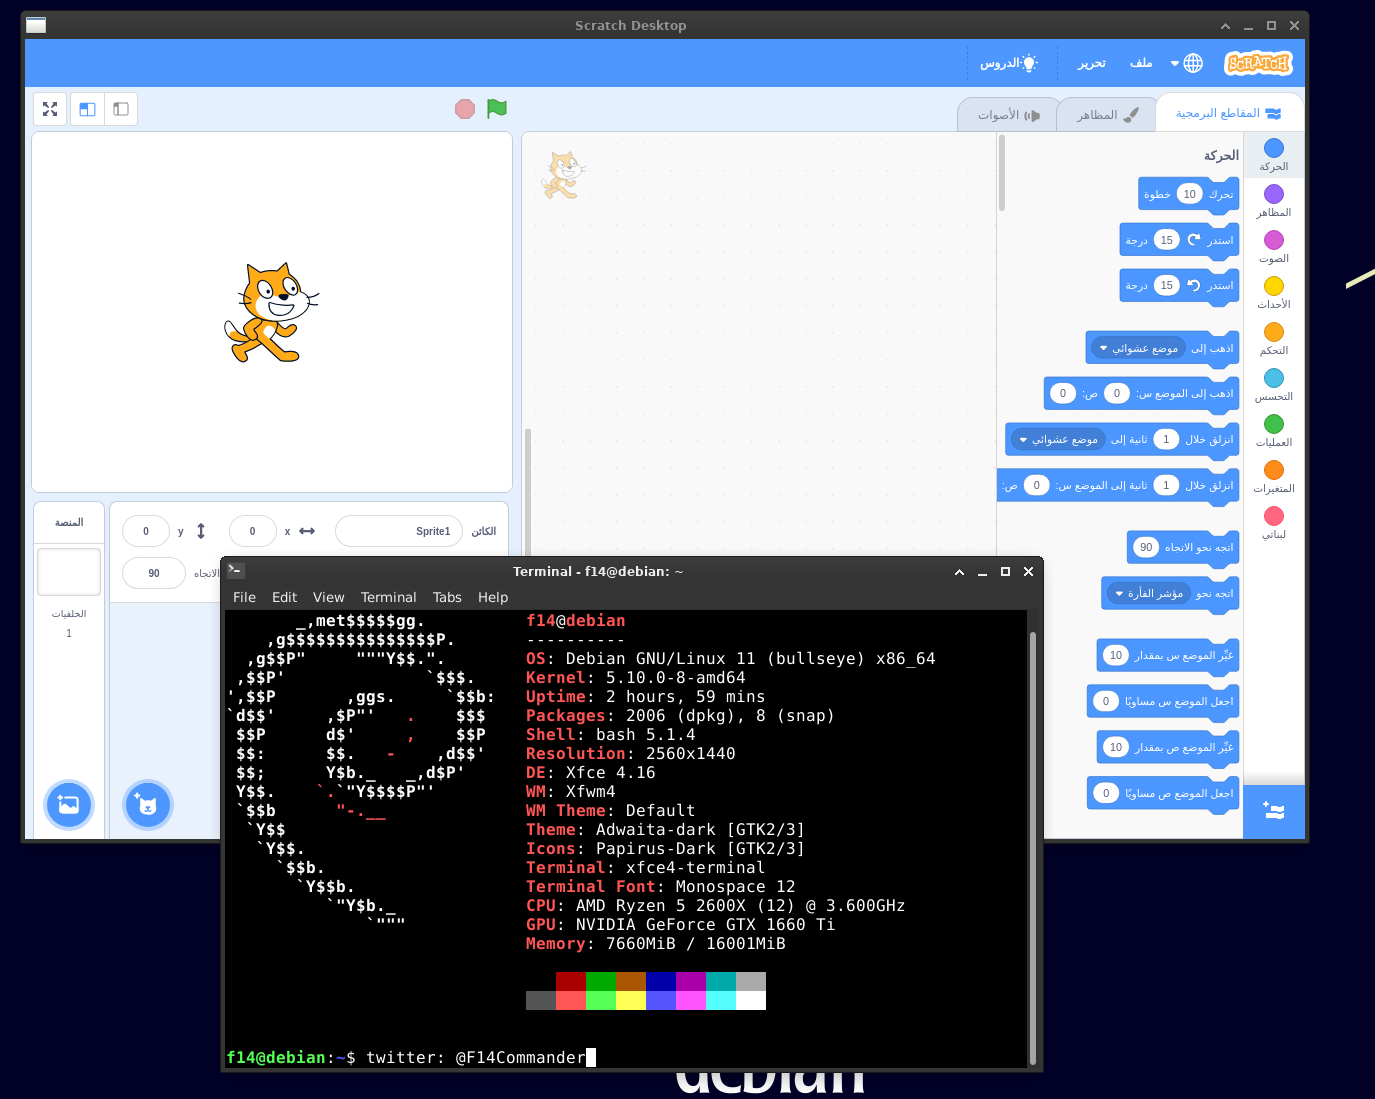 Scratch Desktop
SCRATCH
ملف
تحرير
الدروس
المقاطع البرمجية
المظاهر
الأصوات
الحركة
المظاهر
الصوت
الأحداث
التحكم
التحسس
العمليات
المتغيرات
لبناتي
الحركة
تحرك 10 خطوة
استدر 15 درجة
استدر 15 درجة
اذهب إلى موضع عشوائي
اذهب إلى الموضع س: 0 ص: 0
انزلق خلال 1 ثانية إلى موضع عشوائي
انزلق خلال 1 ثانية إلى الموضع س: 0 ص:
اتجه نحو الاتجاه 90
اتجه نحو مؤشر الفأرة
غيِّر الموضع س بمقدار 10
اجعل الموضع س مساويًا 0
غيِّر الموضع ص بمقدار 10
اجعل الموضع ص مساويًا 0
الكائن Sprite1 x 0 y 0
الاتجاه 90
المنصة
الخلفيات
1
Terminal - f14@debian: ~
File Edit View Terminal Tabs Help
f14@debian
----------
OS: Debian GNU/Linux 11 (bullseye) x86_64
Kernel: 5.10.0-8-amd64
Uptime: 2 hours, 59 mins
Packages: 2006 (dpkg), 8 (snap)
Shell: bash 5.1.4
Resolution: 2560x1440
DE: Xfce 4.16
WM: Xfwm4
WM Theme: Default
Theme: Adwaita-dark [GTK2/3]
Icons: Papirus-Dark [GTK2/3]
Terminal: xfce4-terminal
Terminal Font: Monospace 12
CPU: AMD Ryzen 5 2600X (12) @ 3.600GHz
GPU: NVIDIA GeForce GTX 1660 Ti
Memory: 7660MiB / 16001MiB
f14@debian:~$ twitter: @F14Commander
debian